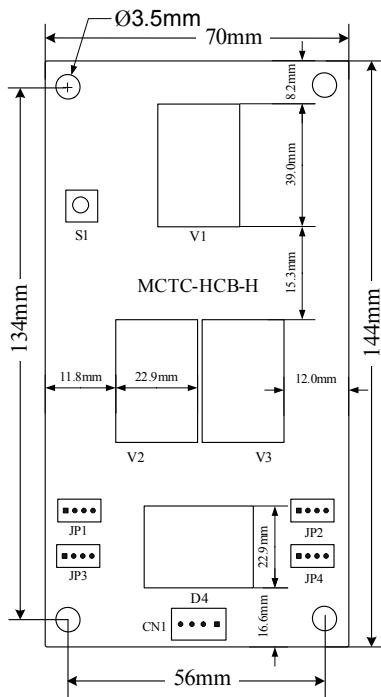 Ø3.5mm
70mm
8.2mm
39.0mm
S1
V1
15.3mm
MCTC-HCB-H
134mm
144mm
11.8mm
22.9mm
12.0mm
V2
V3
JP1
JP2
JP3
JP4
22.9mm
D4
CN1
16.6mm
56mm